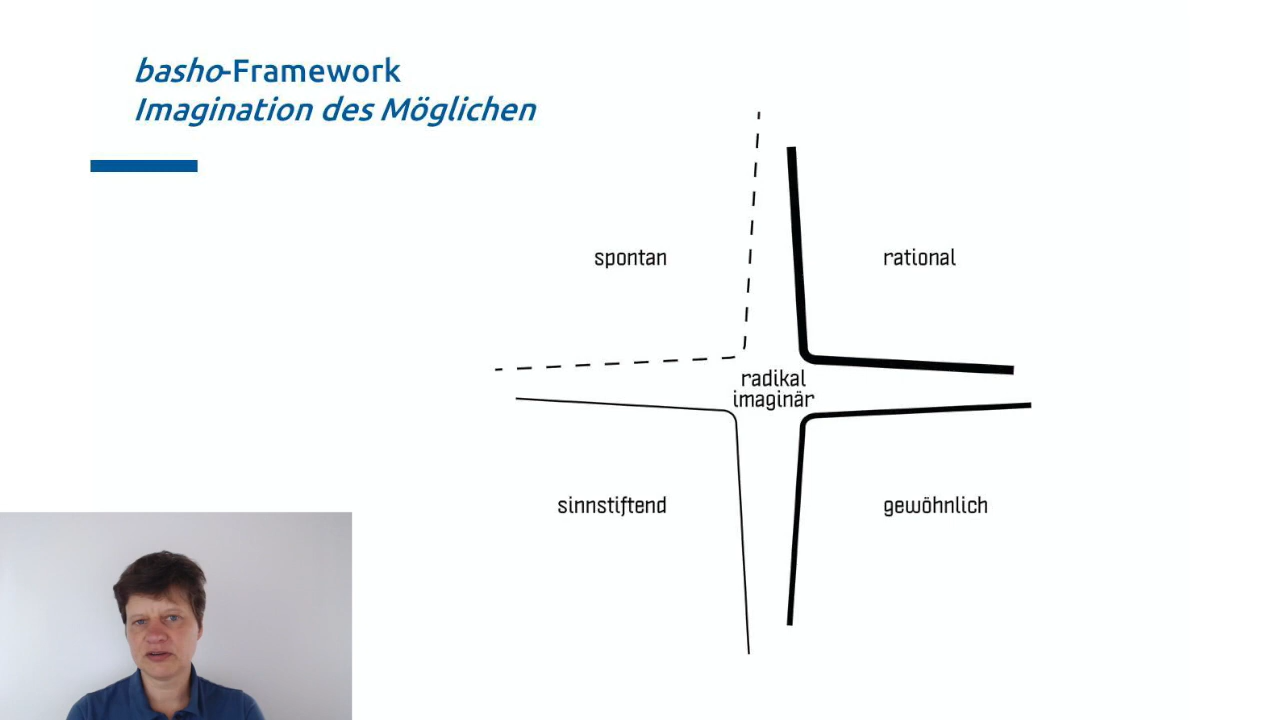 basho-Framework
Imagination des Möglichen
spontan
rational
radikal
imaginär
sinnstiftend
gewöhnlich